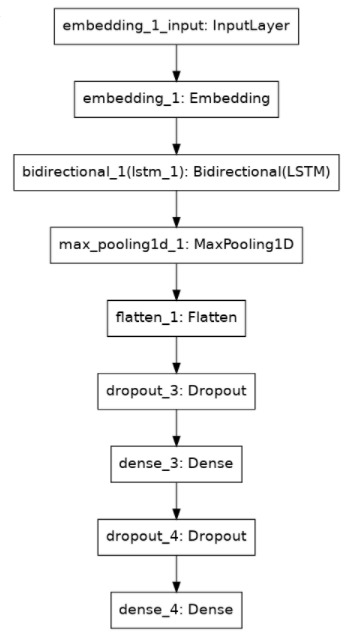 embedding_1_input: InputLayer
embedding_1: Embedding
bidirectional_1(lstm_1): Bidirectional(LSTM)
max_pooling1d_1: MaxPooling1D
flatten_1: Flatten
dropout_3: Dropout
dense_3: Dense
dropout_4: Dropout
dense_4: Dense